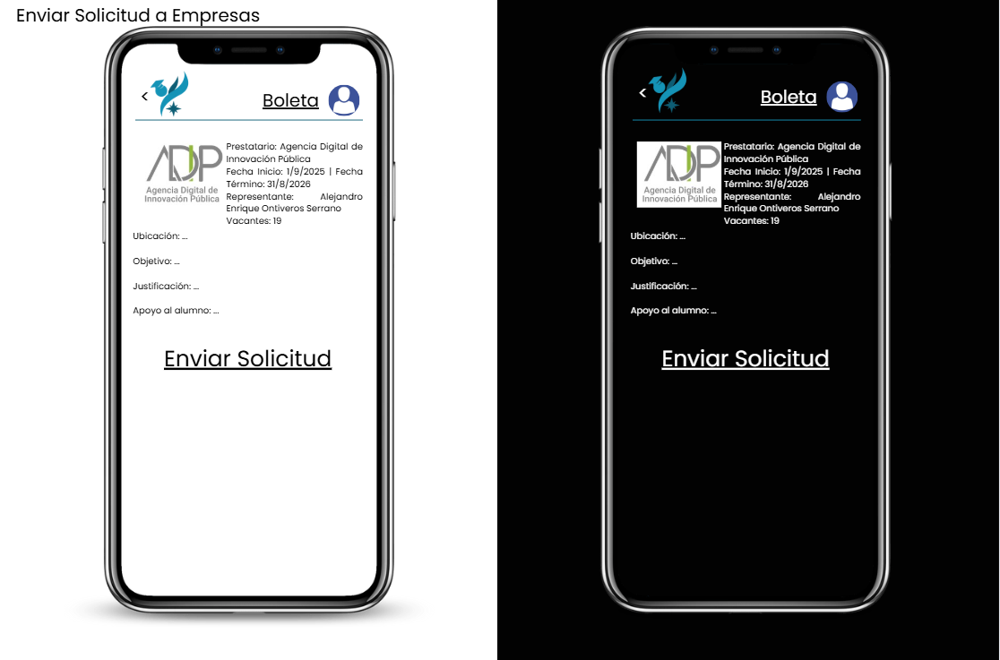 Enviar Solicitud a Empresas
<
Boleta
ADIP
Agencia Digital de
Innovación Pública
Prestatario: Agencia Digital de
Innovación Pública
Fecha Inicio: 1/9/2025 | Fecha
Término: 31/8/2026
Representante: Alejandro
Enrique Ontiveros Serrano
Vacantes: 19
Ubicación: ...
Objetivo: ...
Justificación: ...
Apoyo al alumno: ...
Enviar Solicitud
<
Boleta
ADIP
Agencia Digital de
Innovación Pública
Prestatario: Agencia Digital de
Innovación Pública
Fecha Inicio: 1/9/2025 | Fecha
Término: 31/8/2026
Representante: Alejandro
Enrique Ontiveros Serrano
Vacantes: 19
Ubicación: ...
Objetivo: ...
Justificación: ...
Apoyo al alumno: ...
Enviar Solicitud